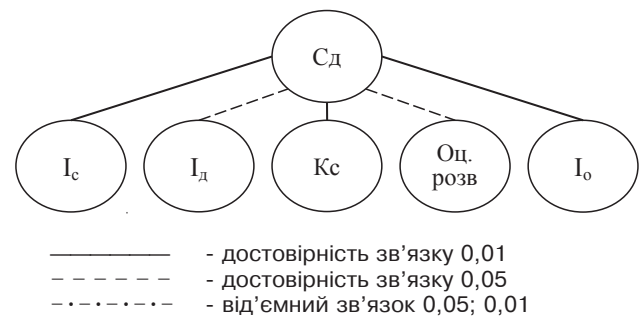 Сд
Іс
Ід
Кс
Оц.
розв
Іо
- достовірність зв'язку 0,01
- достовірність зв'язку 0,05
- від'ємний зв'язок 0,05; 0,01